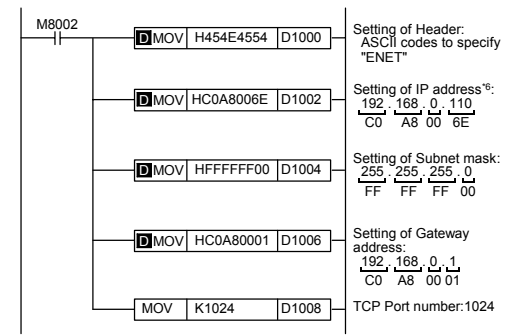 M8002
D MOV H454E4554 D1000
Setting of Header:
ASCII codes to specify
"ENET"
D MOV HC0A8006E D1002
Setting of IP address*6:
192 . 168 . 0 . 110
C0 A8 00 6E
D MOV HFFFFFF00 D1004
Setting of Subnet mask:
255 . 255 . 255 . 0
FF FF FF 00
D MOV HC0A80001 D1006
Setting of Gateway
address:
192 . 168 . 0 . 1
C0 A8 00 01
MOV K1024 D1008
TCP Port number:1024